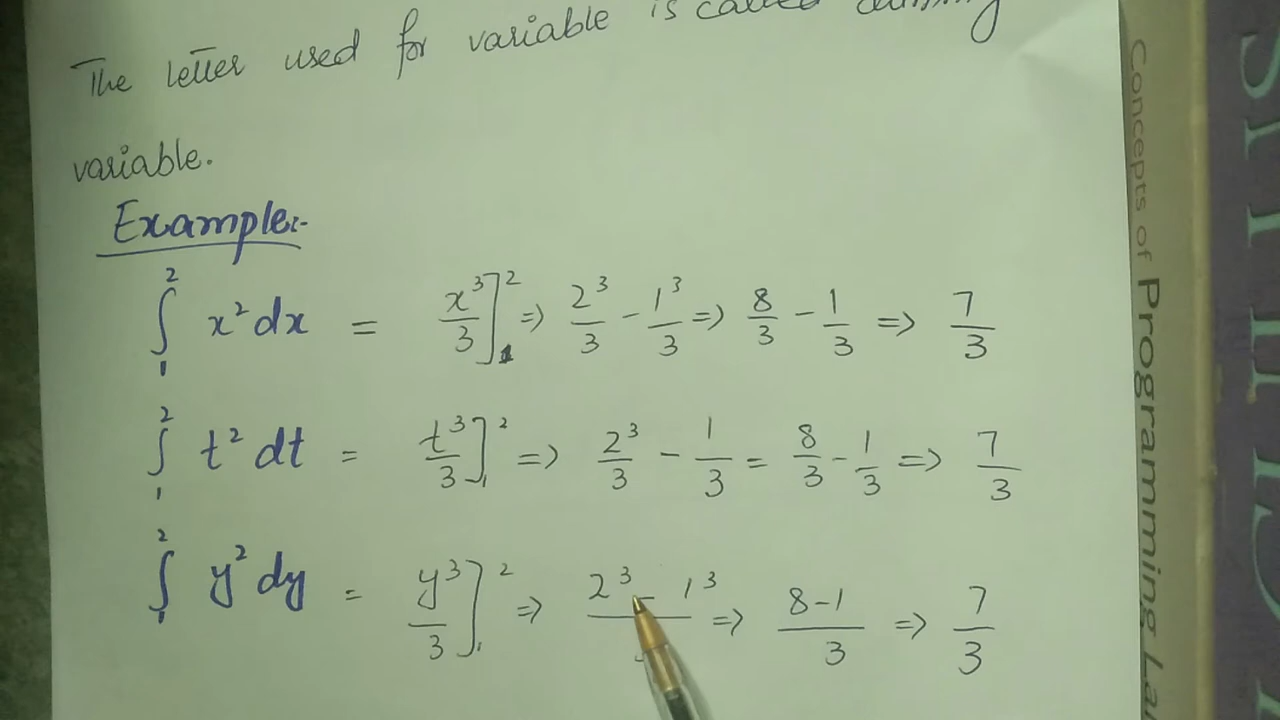 The letter used for variable is called dummy
variable.
Example:-
∫₁² x² dx = x³/3]₁² ⇒ 2³/3 - 1³/3 ⇒ 8/3 - 1/3 ⇒ 7/3
∫₁² t² dt = t³/3]₁² ⇒ 2³/3 - 1/3 = 8/3 - 1/3 ⇒ 7/3
∫₁² y² dy = y³/3]₁² ⇒ 2³ - 1³ ⇒ 8-1/3 ⇒ 7/3
Concepts of Programming